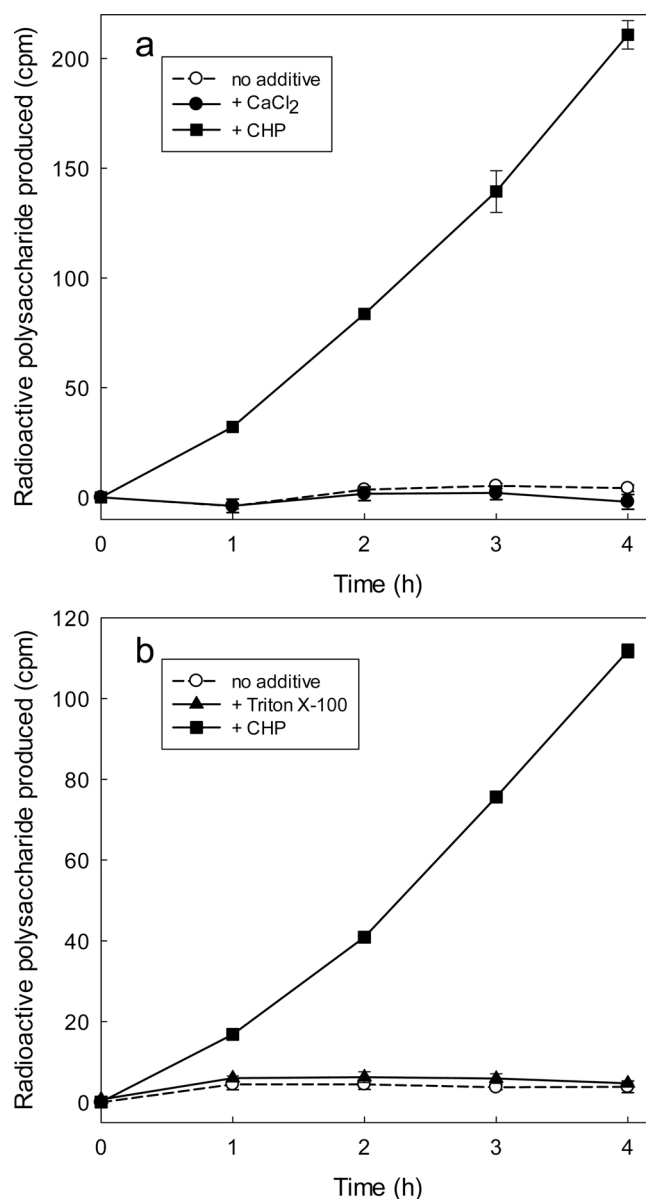 a
no additive
+ CaCl2
+ CHP
Radioactive polysaccharide produced (cpm)
200
150
100
50
0
0 1 2 3 4
Time (h)
b
no additive
+ Triton X-100
+ CHP
Radioactive polysaccharide produced (cpm)
120
100
80
60
40
20
0
0 1 2 3 4
Time (h)